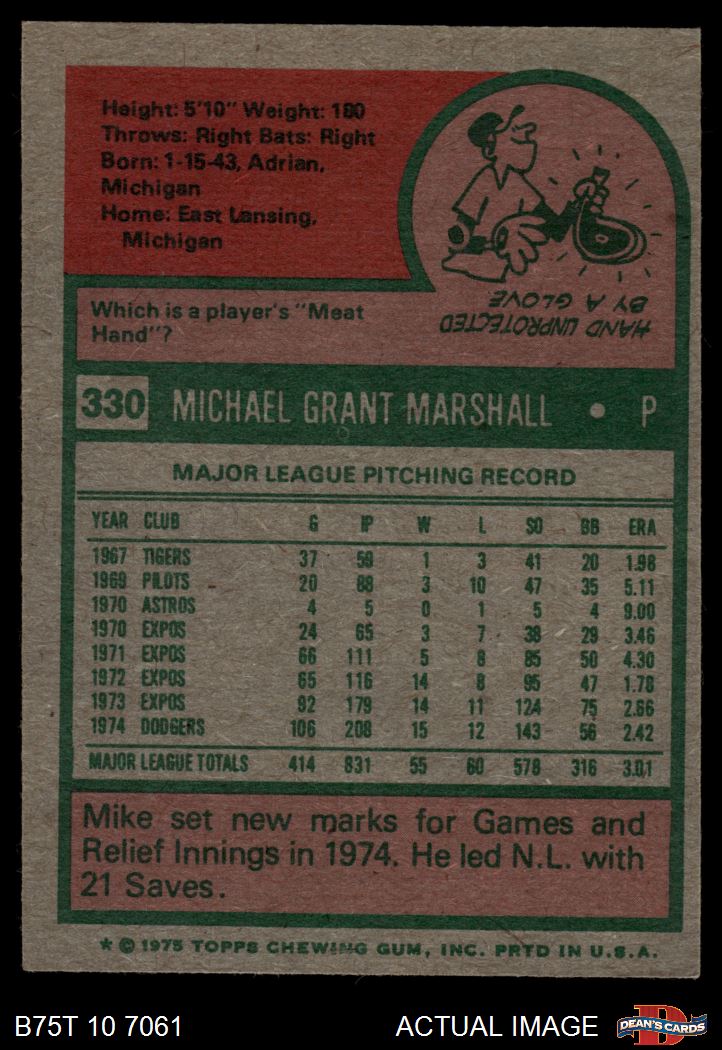 Height: 5'10" Weight: 180
Throws: Right Bats: Right
Born: 1-15-43, Adrian,
Michigan
Home: East Lansing,
Michigan
Which is a player's "Meat
Hand"?
HAND UNPROTECTED
BY A GLOVE
330 MICHAEL GRANT MARSHALL • P
MAJOR LEAGUE PITCHING RECORD
YEAR CLUB G IP W L SO BB ERA
1967 TIGERS 37 59 1 3 41 20 1.98
1969 PILOTS 20 88 3 10 47 35 5.11
1970 ASTROS 4 5 0 1 5 4 9.00
1970 EXPOS 24 65 3 7 38 29 3.46
1971 EXPOS 66 111 5 8 85 50 4.30
1972 EXPOS 65 116 14 8 95 47 1.78
1973 EXPOS 92 179 14 11 124 75 2.66
1974 DODGERS 106 208 15 12 143 56 2.42
MAJOR LEAGUE TOTALS 414 831 55 60 578 316 3.01
Mike set new marks for Games and
Relief Innings in 1974. He led N.L. with
21 Saves.
* © 1975 TOPPS CHEWING GUM, INC. PRTD IN U.S.A.
B75T 10 7061 ACTUAL IMAGE DEAN'S CARDS